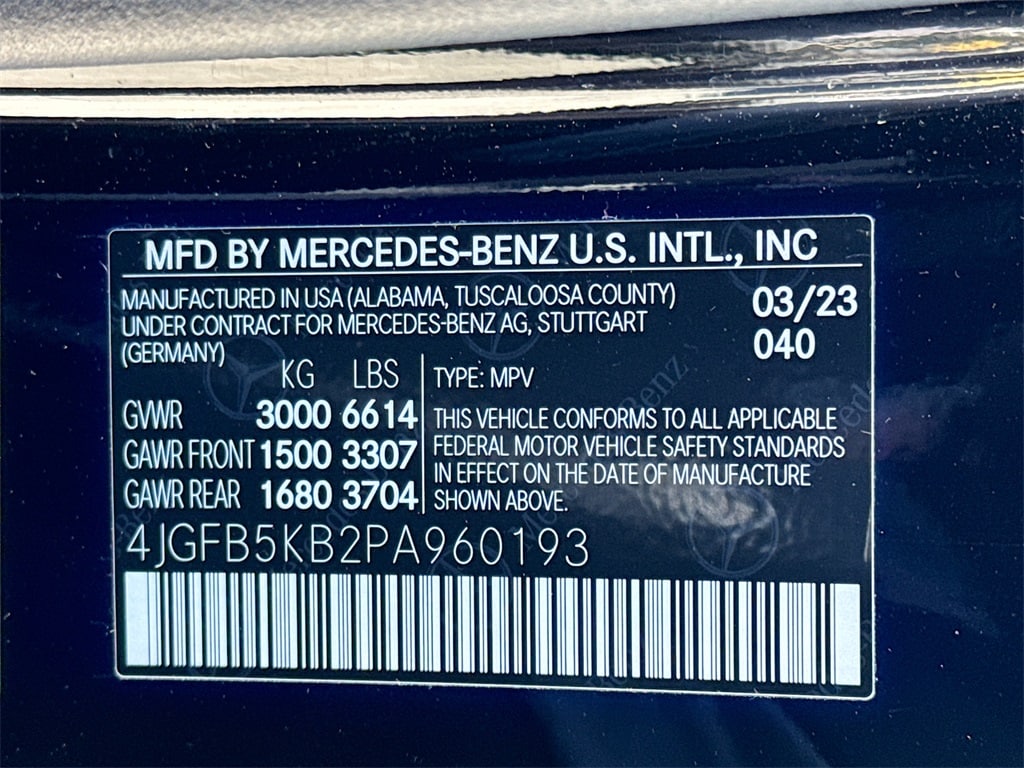 MFD BY MERCEDES-BENZ U.S. INTL., INC
MANUFACTURED IN USA (ALABAMA, TUSCALOOSA COUNTY)
UNDER CONTRACT FOR MERCEDES-BENZ AG, STUTTGART
(GERMANY)
03/23
040
KG LBS
GVWR 3000 6614
GAWR FRONT 1500 3307
GAWR REAR 1680 3704
TYPE: MPV
THIS VEHICLE CONFORMS TO ALL APPLICABLE
FEDERAL MOTOR VEHICLE SAFETY STANDARDS
IN EFFECT ON THE DATE OF MANUFACTURE
SHOWN ABOVE.
4JGFB5KB2PA960193